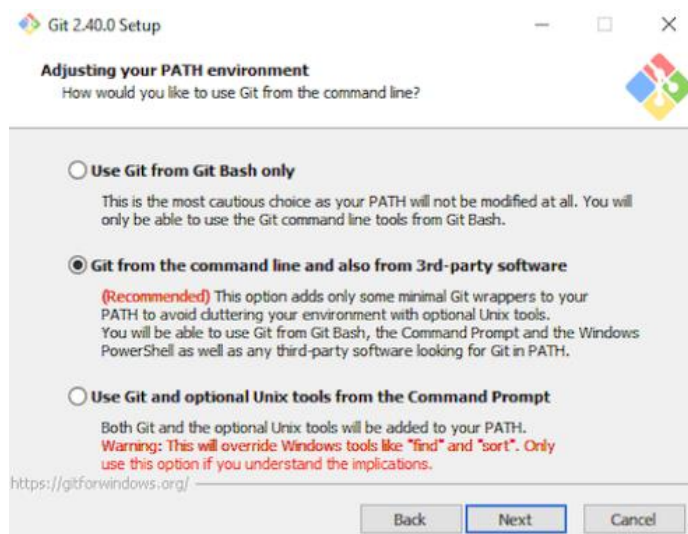 Git 2.40.0 Setup
Adjusting your PATH environment
How would you like to use Git from the command line?
Use Git from Git Bash only
This is the most cautious choice as your PATH will not be modified at all. You will
only be able to use the Git command line tools from Git Bash.
Git from the command line and also from 3rd-party software
(Recommended) This option adds only some minimal Git wrappers to your
PATH to avoid cluttering your environment with optional Unix tools.
You will be able to use Git from Git Bash, the Command Prompt and the Windows
PowerShell as well as any third-party software looking for Git in PATH.
Use Git and optional Unix tools from the Command Prompt
Both Git and the optional Unix tools will be added to your PATH.
Warning: This will override Windows tools like "find" and "sort". Only
use this option if you understand the implications.
https://gitforwindows.org/
Back Next Cancel